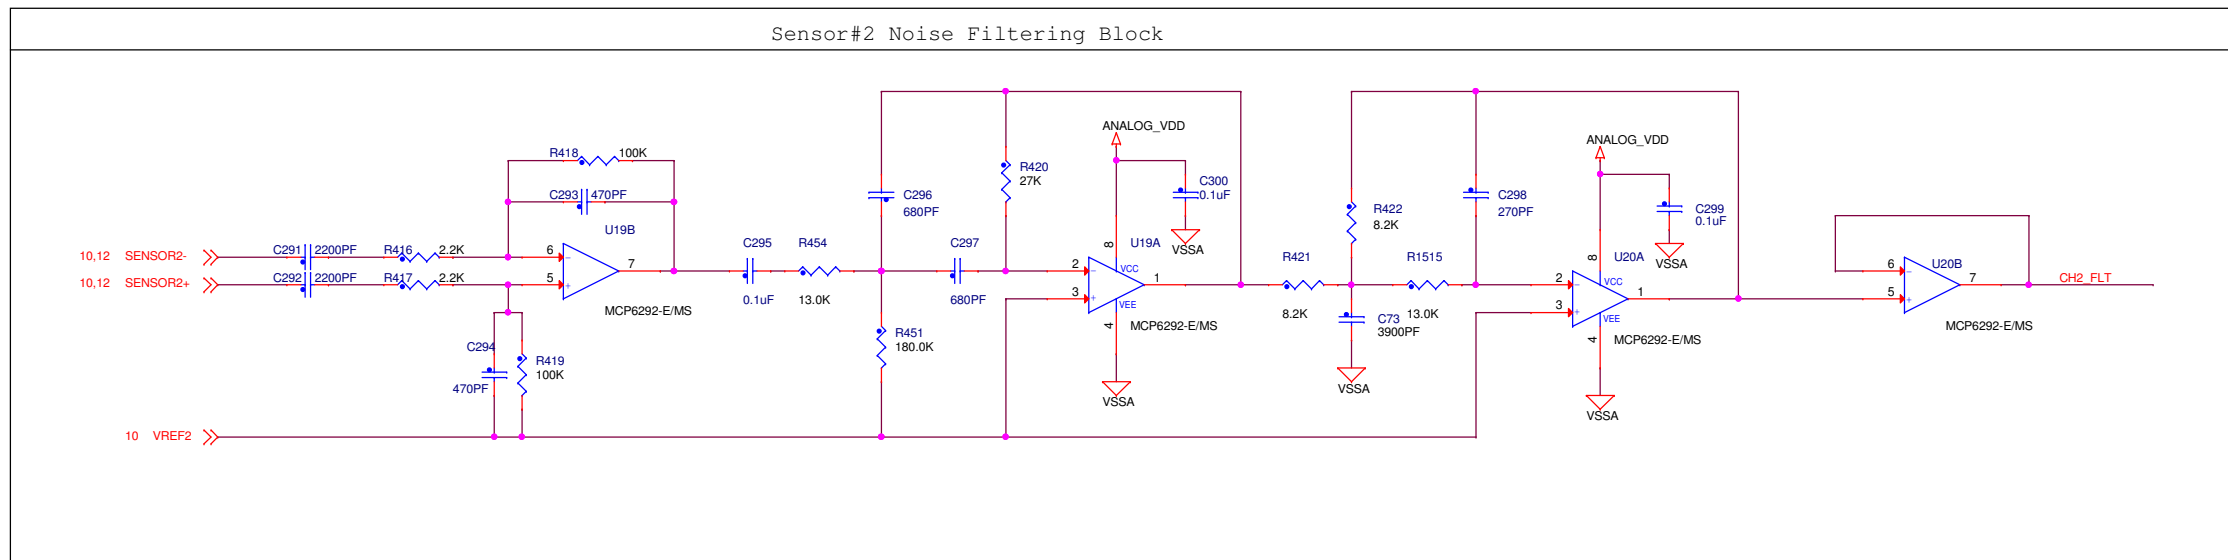 Sensor#2 Noise Filtering Block
ANALOG_VDD
ANALOG_VDD
R418 100K
R420
27K
C300
0.1uF
C293 470PF
C296
680PF
C298
270PF
R422
8.2K
C299
0.1uF
U19B
C291 2200PF R416 2.2K
10,12 SENSOR2-
6
7
C295 R454
C297
2
8
U19A
VCC
VSSA
R421
R1515
8
U20A
VCC
VSSA
U20B
6
7
CH2_FLT
10,12 SENSOR2+
C292 2200PF R417 2.2K
5
0.1uF 13.0K
680PF
3
1
VEE
4
8.2K
C73
3900PF
13.0K
2
3
1
VEE
4
5
MCP6292-E/MS
MCP6292-E/MS
MCP6292-E/MS
MCP6292-E/MS
R451
180.0K
C294
470PF
R419
100K
VSSA
VSSA
VSSA
10 VREF2